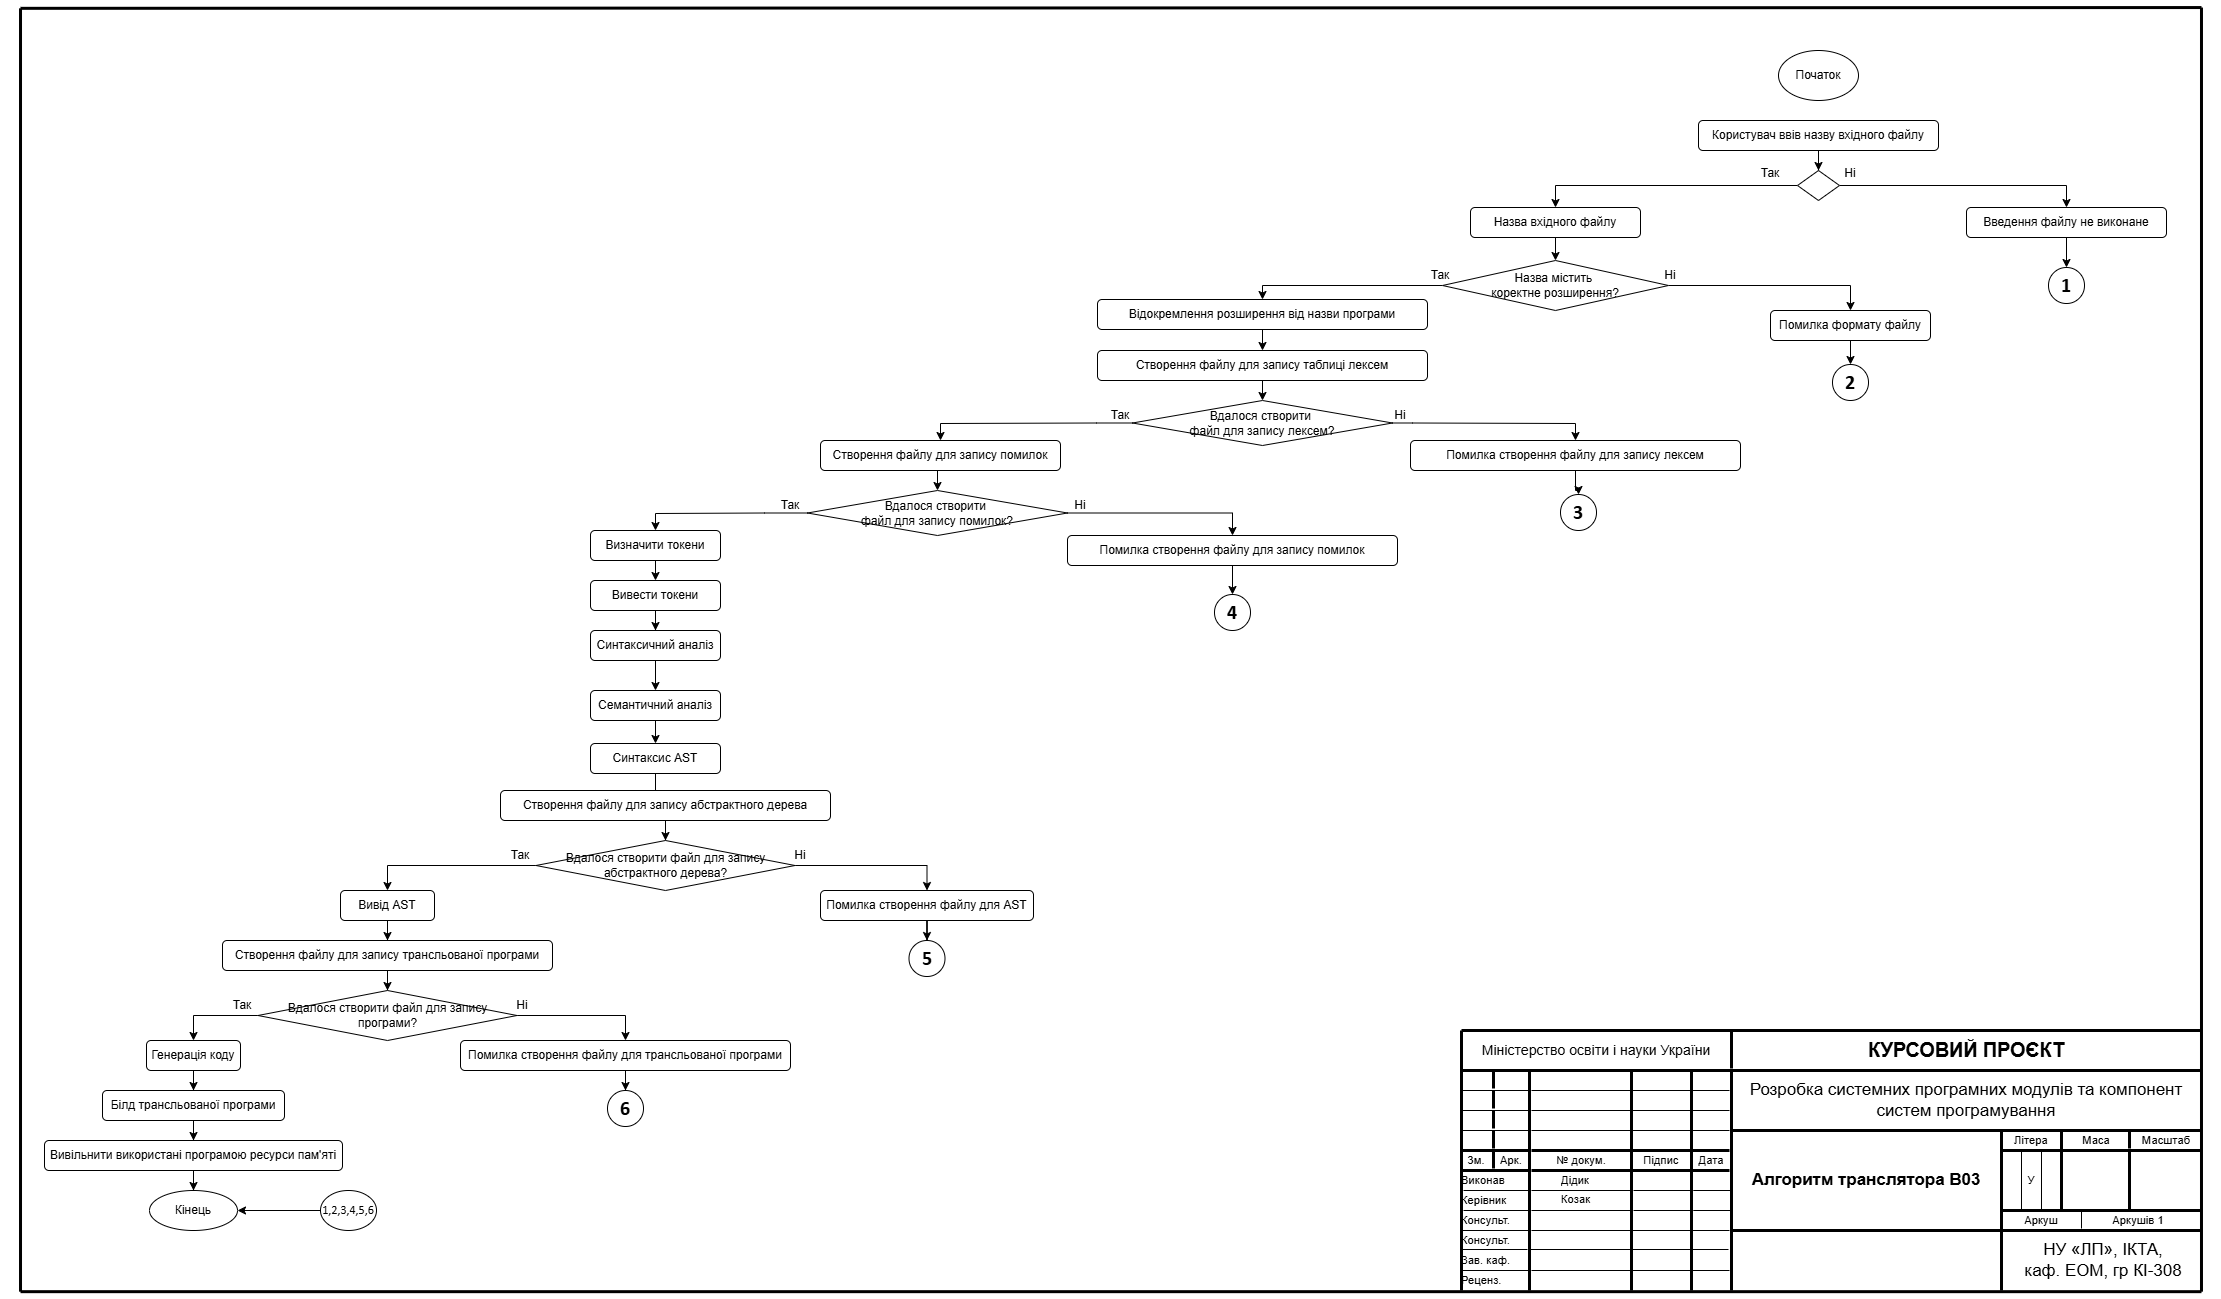 Початок
Користувач ввів назву вхідного файлу
Так
Ні
Назва вхідного файлу
Введення файлу не виконане
Так
Назва містить
коректне розширення?
Ні
1
Відокремлення розширення від назви програми
Помилка формату файлу
Створення файлу для запису таблиці лексем
2
Так
Вдалося створити
файл для запису лексем?
Ні
Створення файлу для запису помилок
Помилка створення файлу для запису лексем
Так
Вдалося створити
файл для запису помилок?
Ні
3
Визначити токени
Помилка створення файлу для запису помилок
Вивести токени
4
Синтаксичний аналіз
Семантичний аналіз
Синтаксис AST
Створення файлу для запису абстрактного дерева
Так
Вдалося створити файл для запису
абстрактного дерева?
Ні
Вивід AST
Помилка створення файлу для AST
Створення файлу для запису трансльованої програми
5
Так
Вдалося створити файл для запису
програми?
Ні
Генерація коду
Помилка створення файлу для трансльованої програми
Білд трансльованої програми
6
Вивільнити використані програмою ресурси пам'яті
Кінець
1,2,3,4,5,6
Міністерство освіти і науки України
КУРСОВИЙ ПРОЄКТ
Розробка системних програмних модулів та компонент
систем програмування
Літера
Маса
Масштаб
Зм.
Арк.
№ докум.
Підпис
Дата
Виконав
Дідик
Алгоритм транслятора B03
У
Керівник
Козак
Консульт.
Аркуш
Аркушів 1
Консульт.
Зав. каф.
Реценз.
НУ «ЛП», ІКТА,
каф. ЕОМ, гр КІ-308